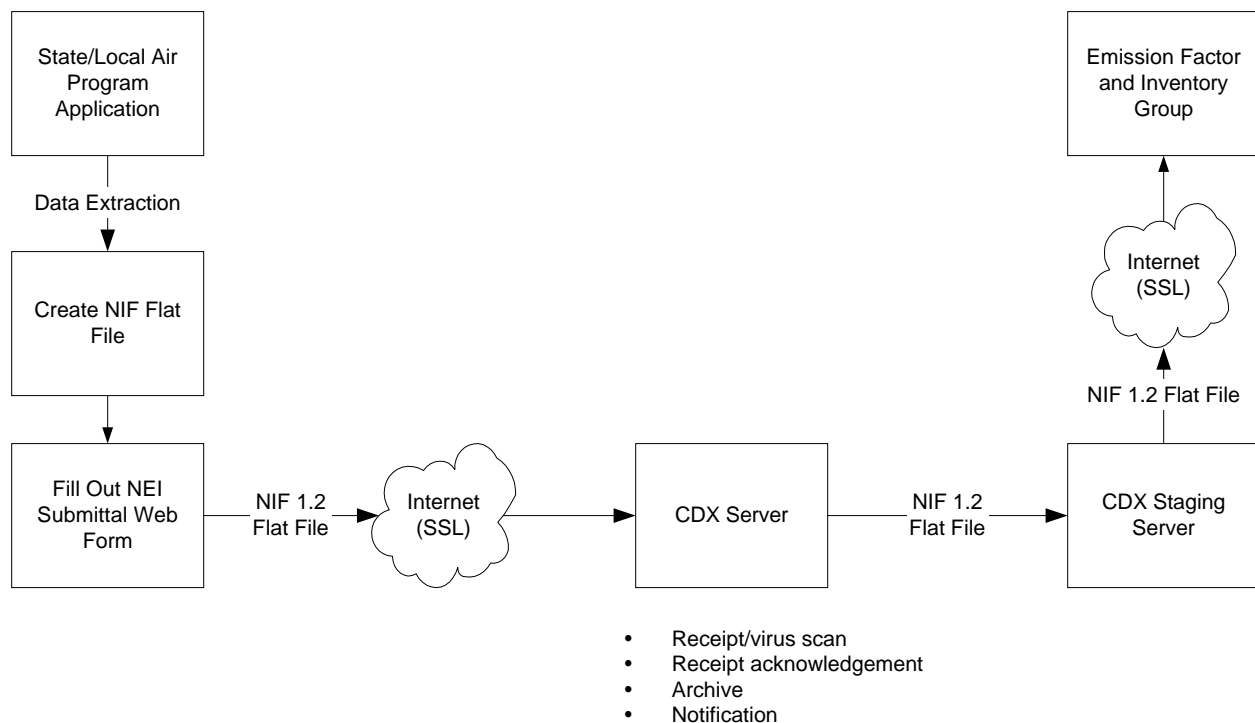 State/Local Air
Program
Application
Data Extraction
Create NIF Flat
File
Fill Out NEI
Submittal Web
Form
NIF 1.2
Flat File
Internet
(SSL)
CDX Server
NIF 1.2
Flat File
CDX Staging
Server
NIF 1.2 Flat File
Internet
(SSL)
Emission Factor
and Inventory
Group
• Receipt/virus scan
• Receipt acknowledgement
• Archive
• Notification